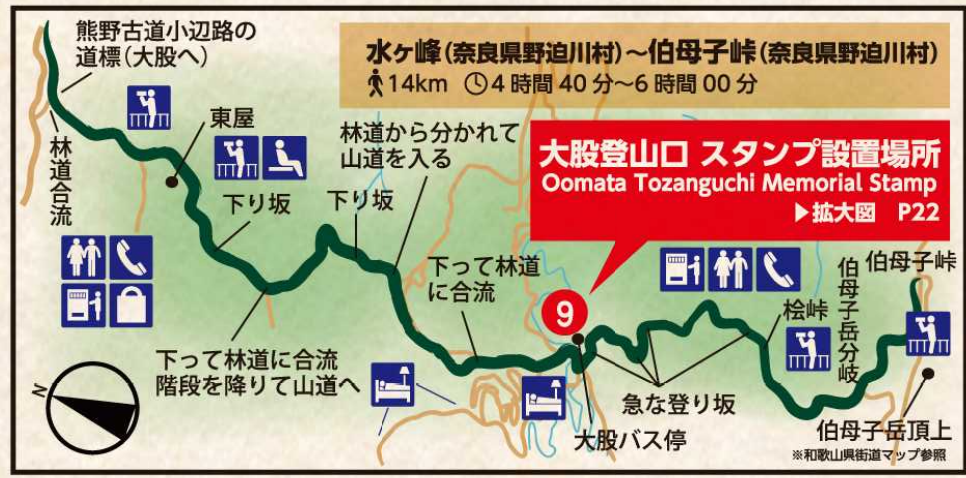 熊野古道小辺路の
道標(大股へ)
水ヶ峰(奈良県野迫川村)～伯母子峠(奈良県野迫川村)
14km 4時間40分～6時間00分
林道合流
東屋
林道から分かれて
山道を入る
大股登山口 スタンプ設置場所
Oomata Tozanguchi Memorial Stamp
▶拡大図 P22
下り坂
下り坂
下って林道
に合流
伯母子峠
伯母子岳分岐
桧峠
9
下って林道に合流
階段を降りて山道へ
急な登り坂
大股バス停
伯母子岳頂上
※和歌山県街道マップ参照
N